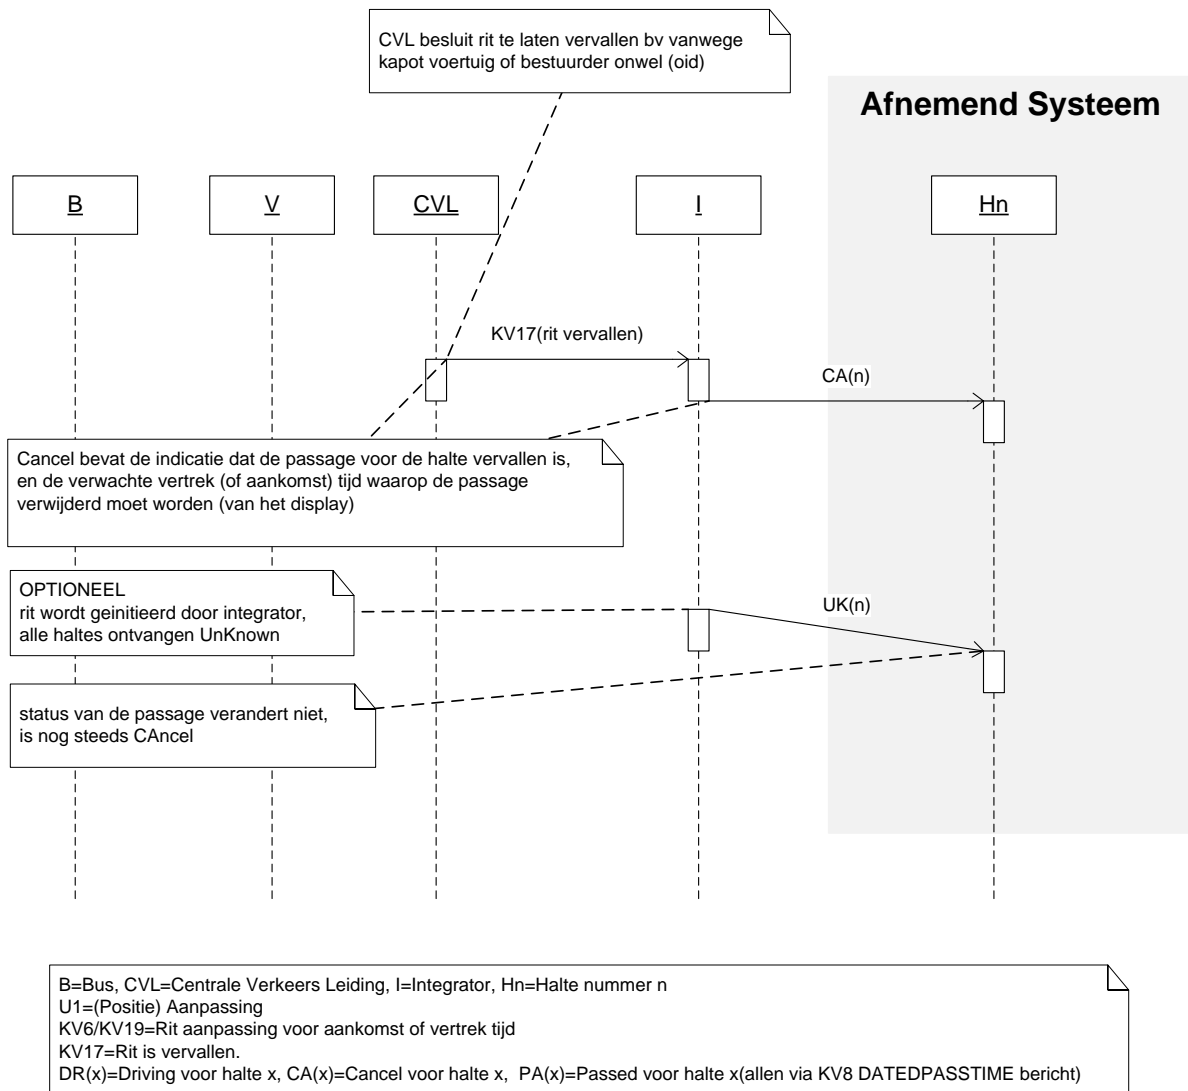 CVL besluit rit te laten vervallen bv vanwege
kapot voertuig of bestuurder onwel (oid)
Afnemend Systeem
B
V
CVL
I
Hn
KV17(rit vervallen)
CA(n)
Cancel bevat de indicatie dat de passage voor de halte vervallen is,
en de verwachte vertrek (of aankomst) tijd waarop de passage
verwijderd moet worden (van het display)
OPTIONEEL
rit wordt geinitieerd door integrator,
alle haltes ontvangen UnKnown
UK(n)
status van de passage verandert niet,
is nog steeds CAncel
B=Bus, CVL=Centrale Verkeers Leiding, I=Integrator, Hn=Halte nummer n
U1=(Positie) Aanpassing
KV6/KV19=Rit aanpassing voor aankomst of vertrek tijd
KV17=Rit is vervallen.
DR(x)=Driving voor halte x, CA(x)=Cancel voor halte x,  PA(x)=Passed voor halte x(allen via KV8 DATEDPASSTIME bericht)